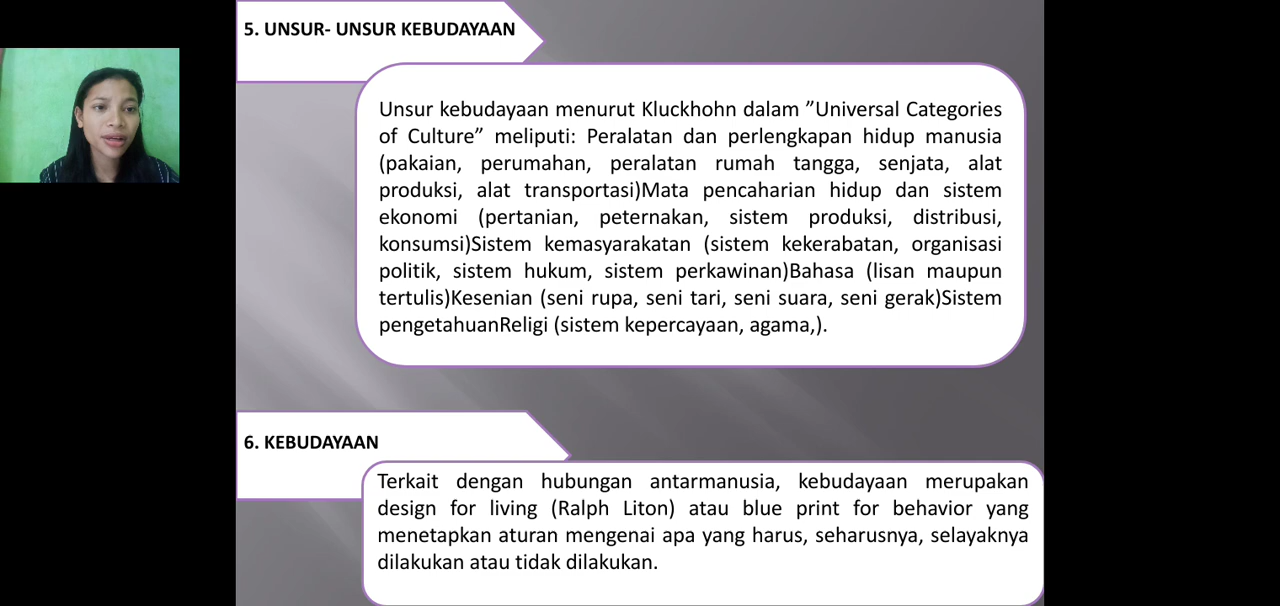 5. UNSUR- UNSUR KEBUDAYAAN
Unsur kebudayaan menurut Kluckhohn dalam ”Universal Categories
of Culture” meliputi: Peralatan dan perlengkapan hidup manusia
(pakaian, perumahan, peralatan rumah tangga, senjata, alat
produksi, alat transportasi)Mata pencaharian hidup dan sistem
ekonomi (pertanian, peternakan, sistem produksi, distribusi,
konsumsi)Sistem kemasyarakatan (sistem kekerabatan, organisasi
politik, sistem hukum, sistem perkawinan)Bahasa (lisan maupun
tertulis)Kesenian (seni rupa, seni tari, seni suara, seni gerak)Sistem
pengetahuanReligi (sistem kepercayaan, agama,).
6. KEBUDAYAAN
Terkait dengan hubungan antarmanusia, kebudayaan merupakan
design for living (Ralph Liton) atau blue print for behavior yang
menetapkan aturan mengenai apa yang harus, seharusnya, selayaknya
dilakukan atau tidak dilakukan.